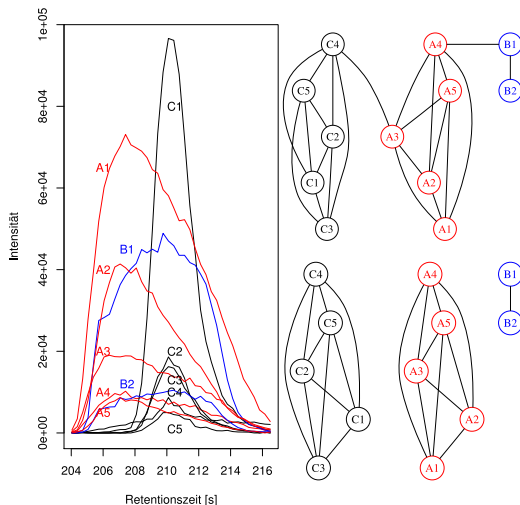 1e+05
8e+04
6e+04
4e+04
2e+04
0e+00
Intensität
204 206 208 210 212 214 216
Retentionszeit [s]
C1
A1
B1
A2
A3
C2
C3
A4
B2
C4
A5
C5
C4
A4
B1
C5
A5
B2
C2
A3
C1
A2
C3
A1
C4
A4
B1
C5
A5
B2
C2
A3
C1
A2
C3
A1